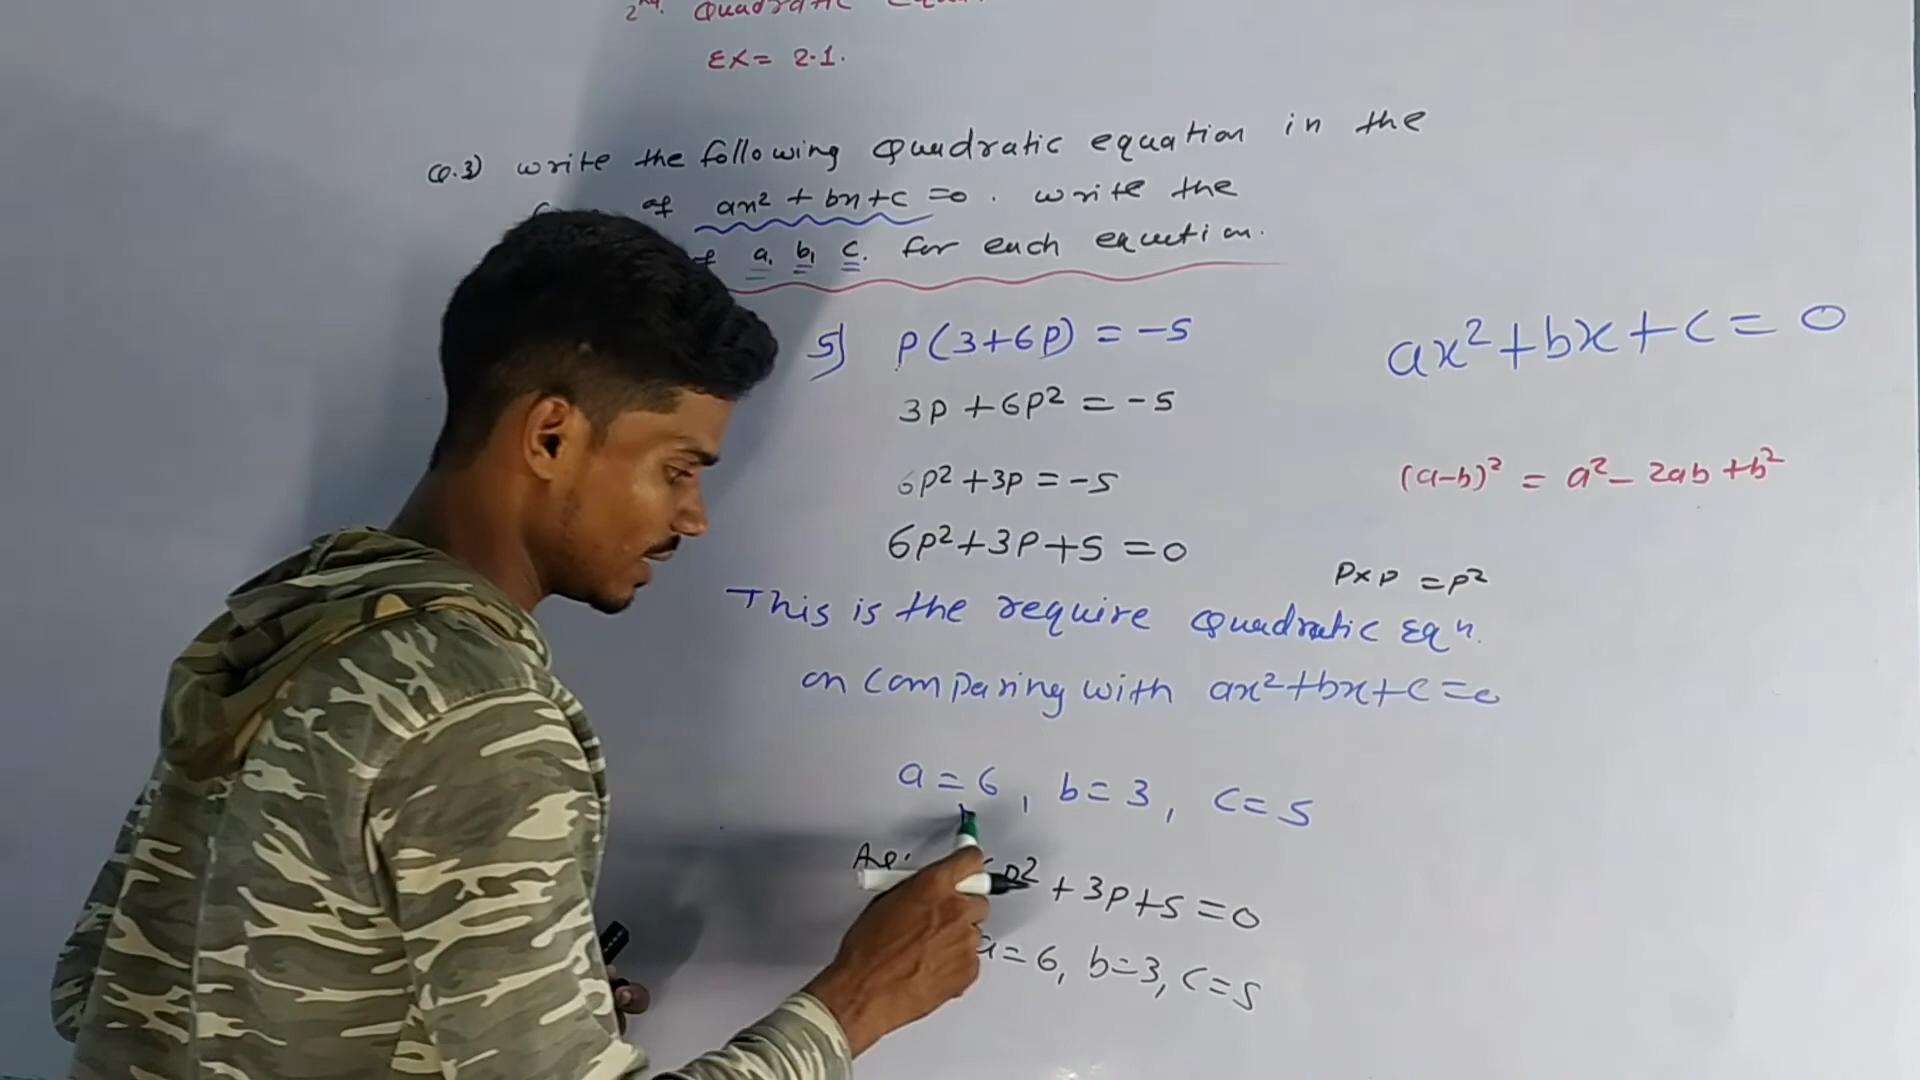 2nd. Quadratic
EX= 2.1.
Q.3) write the following Quadratic equation in the
of ax² + bx+c =0. write the
a, b, c. for each equation.
5) P(3+6P) = -5
3P +6P² = -5
6P² +3P = -5
6P²+3P+5 =0
This is the require Quadratic Eqn.
on Comparing with ax²+bx+c=0
a=6, b=3, c=5
P² + 3P+5 =0
a=6, b=3, c=5
ax²+bx+c= 0
(a-b)² = a²- 2ab +b²
P×P =P²